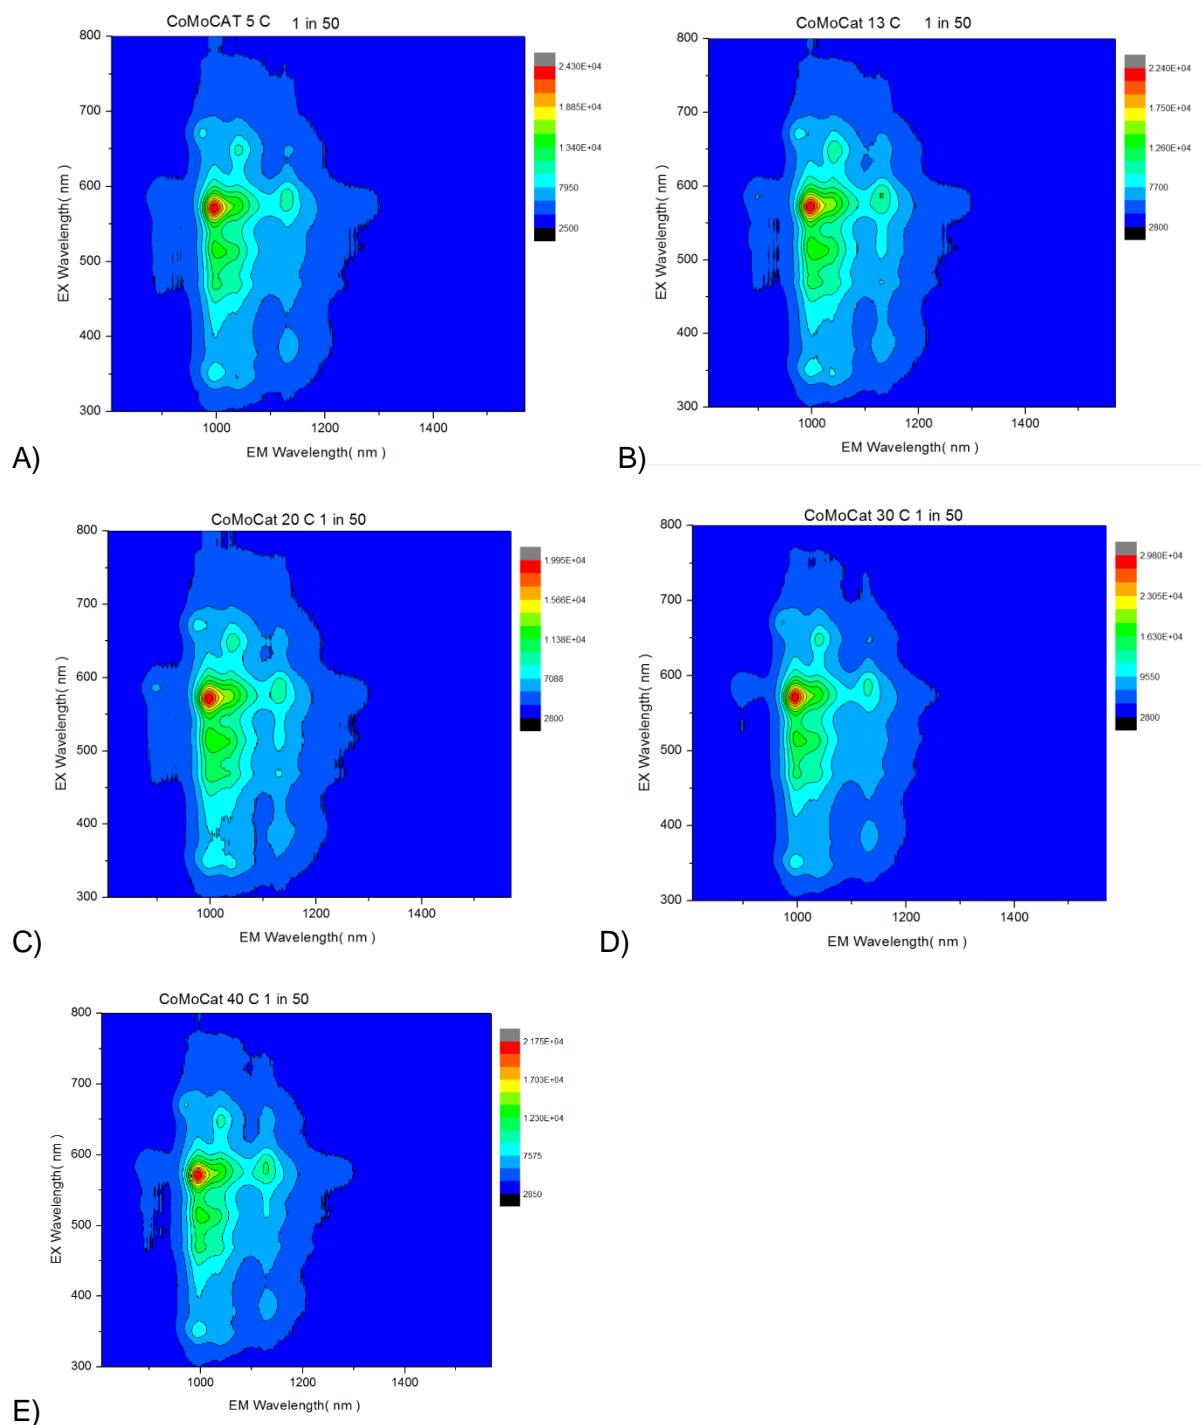 CoMoCAT 5 C 1 in 50
800
700
600
500
400
300
EX Wavelength( nm )
1000
1200
1400
EM Wavelength( nm )
2.430E+04
1.885E+04
1.340E+04
7950
2500
A)
CoMoCat 13 C 1 in 50
800
700
600
500
400
300
EX Wavelength( nm )
1000
1200
1400
EM Wavelength( nm )
2.240E+04
1.750E+04
1.260E+04
7700
2800
B)
CoMoCat 20 C 1 in 50
800
700
600
500
400
300
EX Wavelength( nm )
1000
1200
1400
EM Wavelength( nm )
1.995E+04
1.566E+04
1.138E+04
7088
2800
C)
CoMoCat 30 C 1 in 50
800
700
600
500
400
300
EX Wavelength( nm )
1000
1200
1400
EM Wavelength( nm )
2.980E+04
2.305E+04
1.630E+04
9550
2800
D)
CoMoCat 40 C 1 in 50
800
700
600
500
400
300
EX Wavelength( nm )
1000
1200
1400
EM Wavelength( nm )
2.175E+04
1.703E+04
1.230E+04
7575
2850
E)